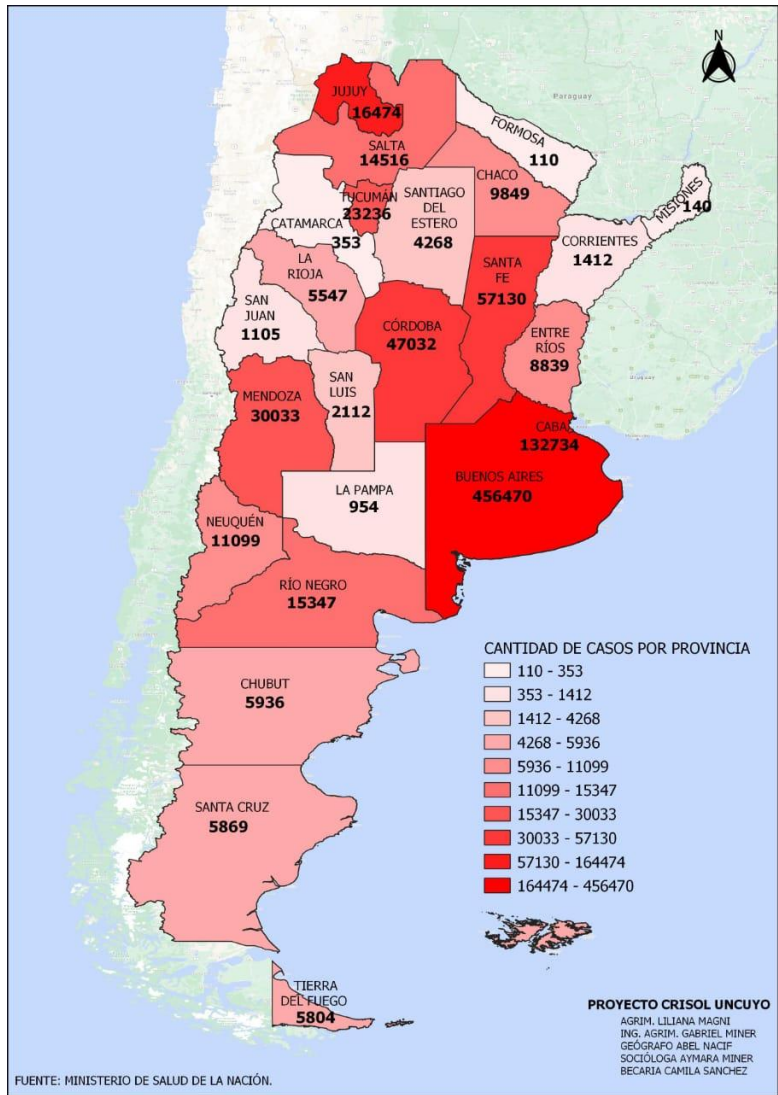 N
Paraguay
JUJUY
16474
SALTA
14516
FORMOSA
110
CHACO
9849
MISIONES
140
TUCUMÁN
23236
SANTIAGO
DEL
ESTERO
4268
CATAMARCA
353
CORRIENTES
1412
LA
RIOJA
5547
SANTA
FE
57130
SAN
JUAN
1105
CÓRDOBA
47032
ENTRE
RÍOS
8839
Uruguay
MENDOZA
30033
SAN
LUIS
2112
CABA
132734
BUENOS AIRES
456470
LA PAMPA
954
NEUQUÉN
11099
RÍO NEGRO
15347
CHUBUT
5936
SANTA CRUZ
5869
TIERRA
DEL FUEGO
5804
CANTIDAD DE CASOS POR PROVINCIA
110 - 353
353 - 1412
1412 - 4268
4268 - 5936
5936 - 11099
11099 - 15347
15347 - 30033
30033 - 57130
57130 - 164474
164474 - 456470
PROYECTO CRISOL UNCUYO
AGRIM. LILIANA MAGNI
ING. AGRIM. GABRIEL MINER
GEÓGRAFO ABEL NACIF
SOCIÓLOGA AYMARA MINER
BECARIA CAMILA SANCHEZ
FUENTE: MINISTERIO DE SALUD DE LA NACIÓN.